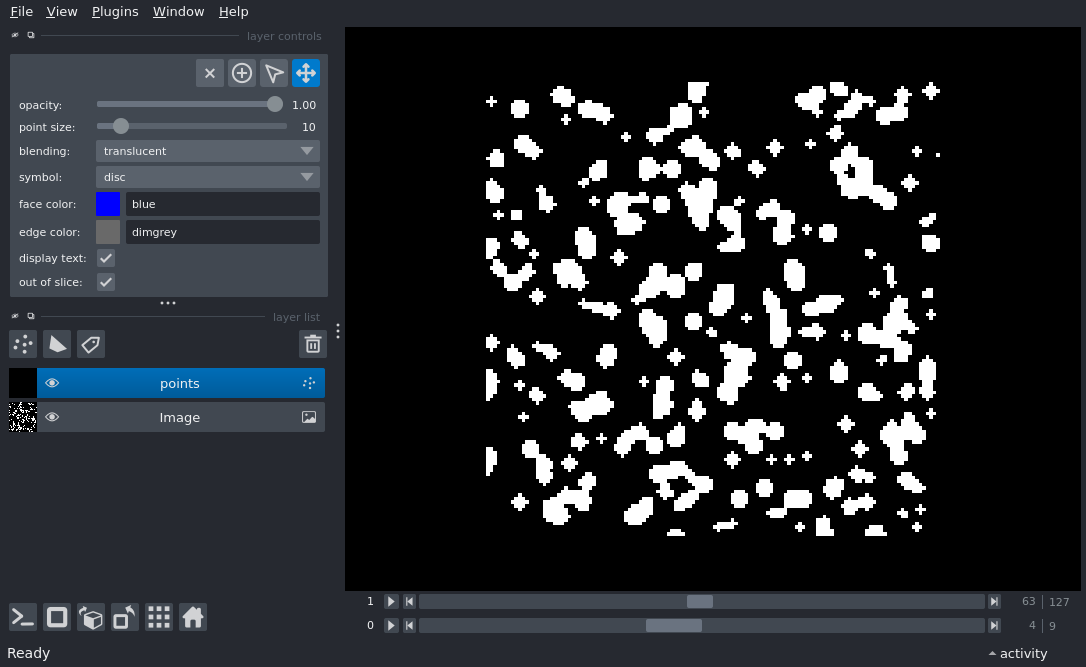 File View Plugins Window Help
layer controls
opacity: 1.00
point size: 10
blending: translucent
symbol: disc
face color: blue
edge color: dimgrey
display text:
out of slice:
layer list
points
Image
1 63 | 127
0 4 | 9
Ready activity